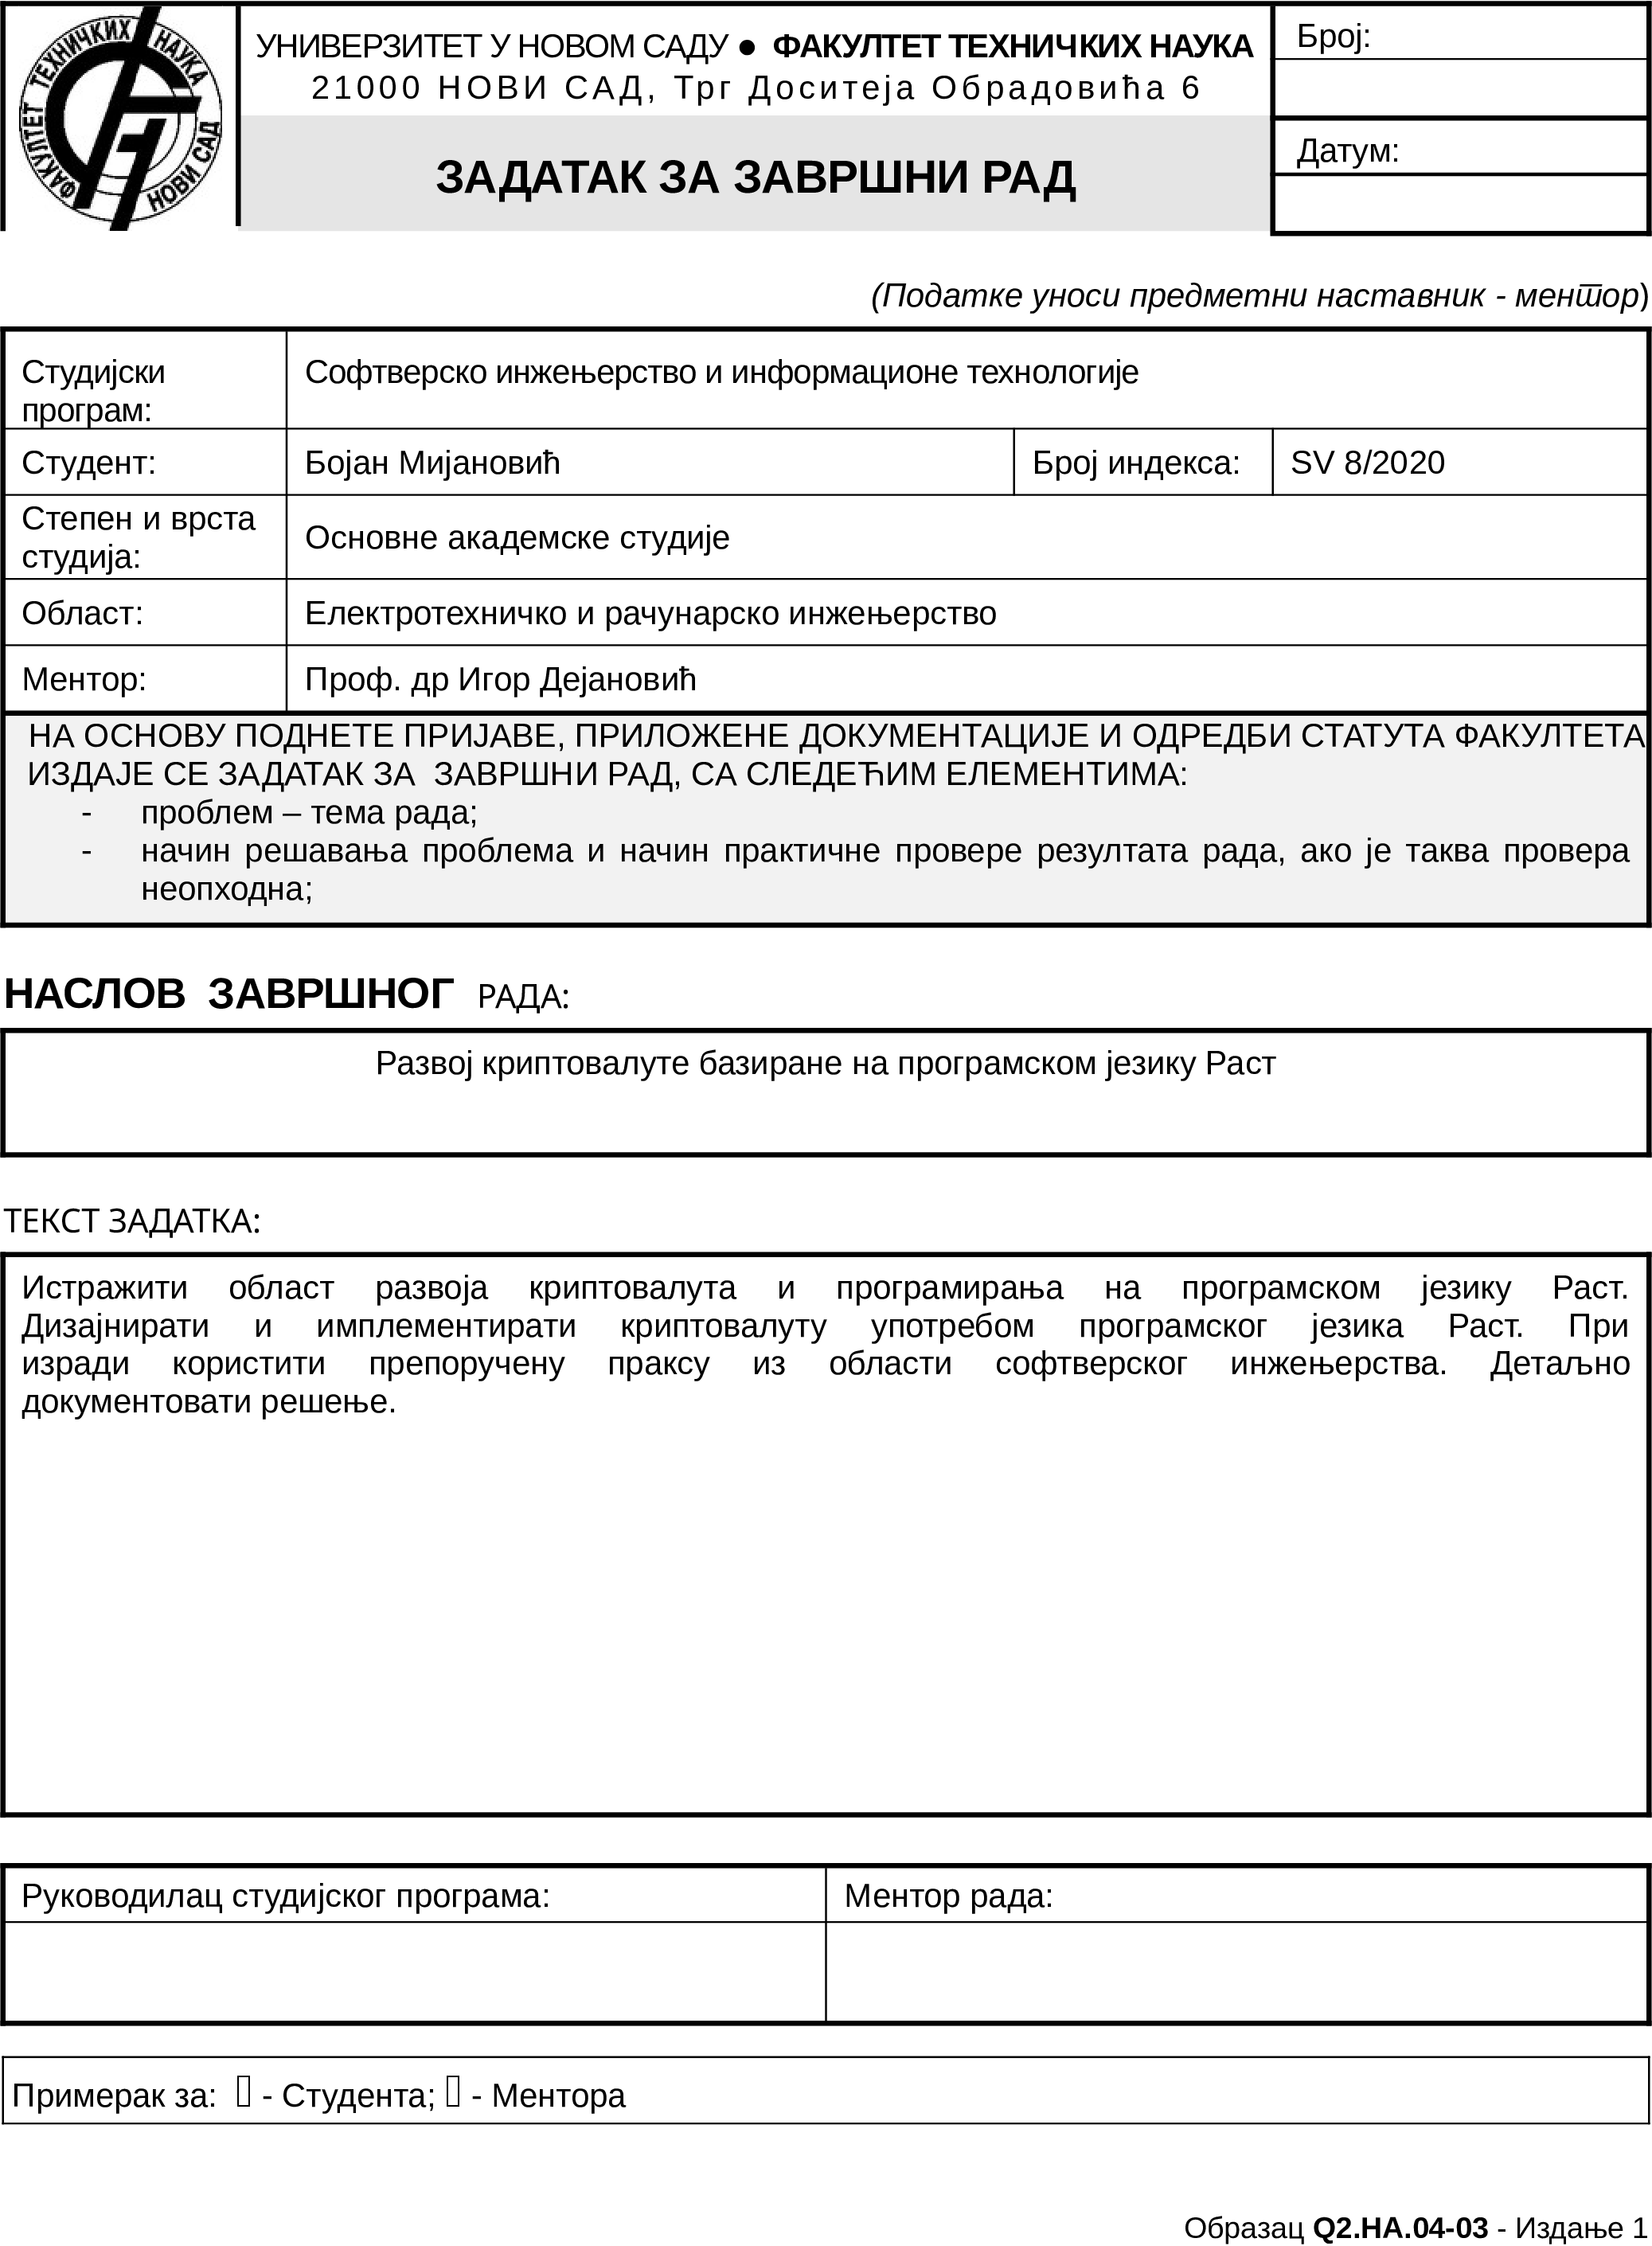 ФАКУЛТЕТ ТЕХНИЧКИХ НАУКА
НОВИ САД
УНИВЕРЗИТЕТ У НОВОМ САДУ ● ФАКУЛТЕТ ТЕХНИЧКИХ НАУКА
21000 НОВИ САД, Трг Доситеја Обрадовића 6
ЗАДАТАК ЗА ЗАВРШНИ РАД
Број:
Датум:
(Податке уноси предметни наставник - ментор)
Студијски
програм:
Софтверско инжењерство и информационе технологије
Студент:
Бојан Мијановић
Број индекса:
SV 8/2020
Степен и врста
студија:
Основне академске студије
Област:
Електротехничко и рачунарско инжењерство
Ментор:
Проф. др Игор Дејановић
НА ОСНОВУ ПОДНЕТЕ ПРИЈАВЕ, ПРИЛОЖЕНЕ ДОКУМЕНТАЦИЈЕ И ОДРЕДБИ СТАТУТА ФАКУЛТЕТА
ИЗДАЈЕ СЕ ЗАДАТАК ЗА ЗАВРШНИ РАД, СА СЛЕДЕЋИМ ЕЛЕМЕНТИМА:
- проблем – тема рада;
- начин решавања проблема и начин практичне провере резултата рада, ако је таква провера
неопходна;
НАСЛОВ ЗАВРШНОГ РАДА:
Развој криптовалуте базиране на програмском језику Раст
ТЕКСТ ЗАДАТКА:
Истражити област развоја криптовалута и програмирања на програмском језику Раст.
Дизајнирати и имплементирати криптовалуту употребом програмског језика Раст. При
изради користити препоручену праксу из области софтверског инжењерства. Детаљно
документовати решење.
Руководилац студијског програма:
Ментор рада:
Примерак за: - Студента; - Ментора
Образац Q2.НА.04-03 - Издање 1